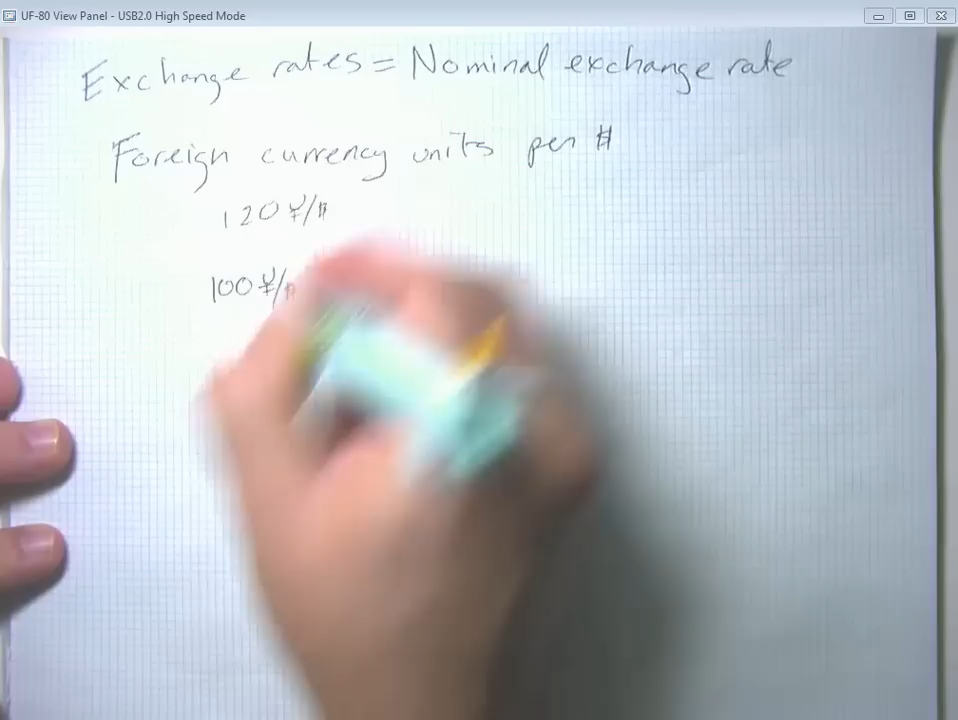 UF-80 View Panel - USB2.0 High Speed Mode
Exchange rates = Nominal exchange rate
Foreign currency units per $
120¥/$
100¥/$